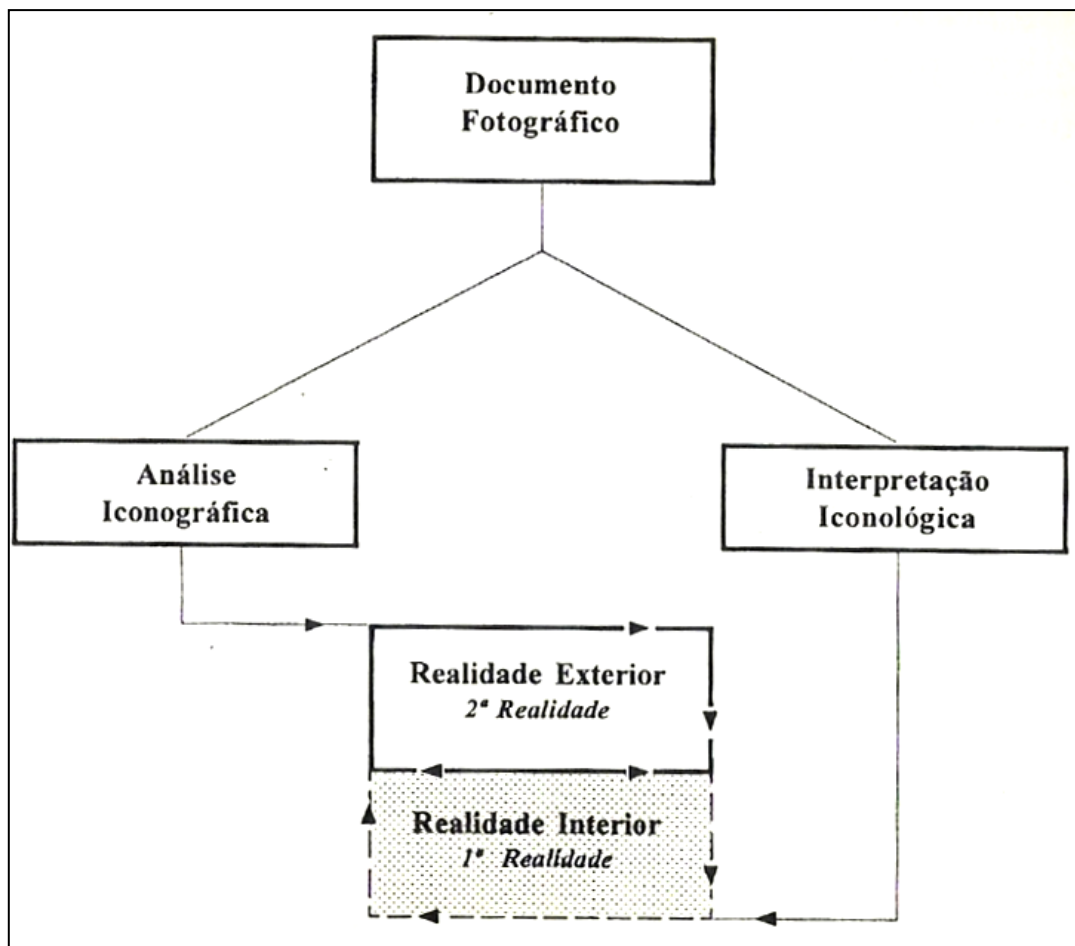 Documento
Fotográfico
Análise
Iconográfica
Interpretação
Iconológica
Realidade Exterior
2ª Realidade
Realidade Interior
1ª Realidade